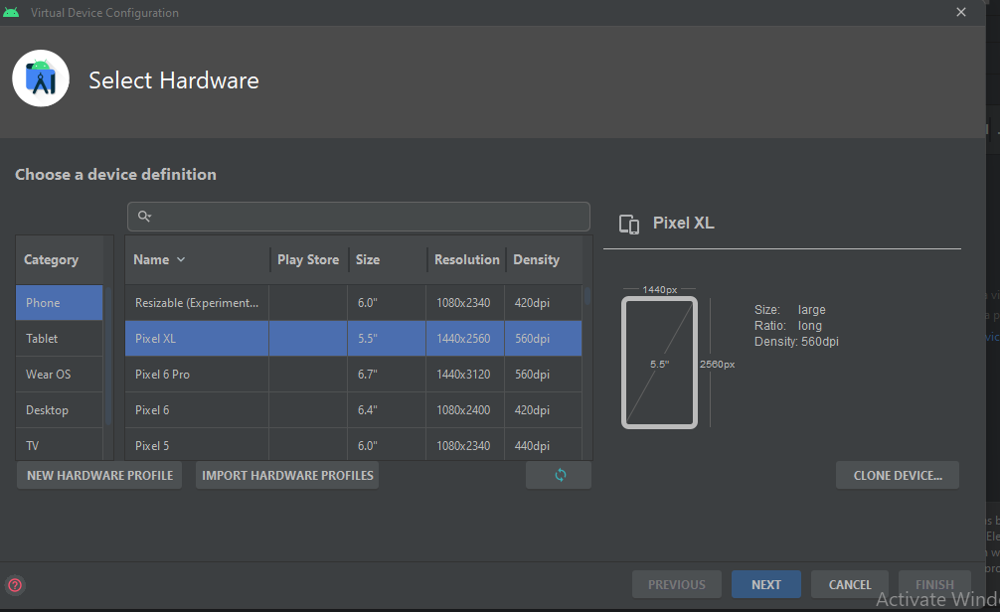 Virtual Device Configuration
Select Hardware
Choose a device definition
Category
Phone
Tablet
Wear OS
Desktop
TV
Name Play Store Size Resolution Density
Resizable (Experiment... 6.0" 1080x2340 420dpi
Pixel XL 5.5" 1440x2560 560dpi
Pixel 6 Pro 6.7" 1440x3120 560dpi
Pixel 6 6.4" 1080x2400 420dpi
Pixel 5 6.0" 1080x2340 440dpi
Pixel XL
1440px
5.5"
2560px
Size: large
Ratio: long
Density: 560dpi
NEW HARDWARE PROFILE IMPORT HARDWARE PROFILES
CLONE DEVICE...
?
PREVIOUS NEXT CANCEL FINISH
Activate Wind